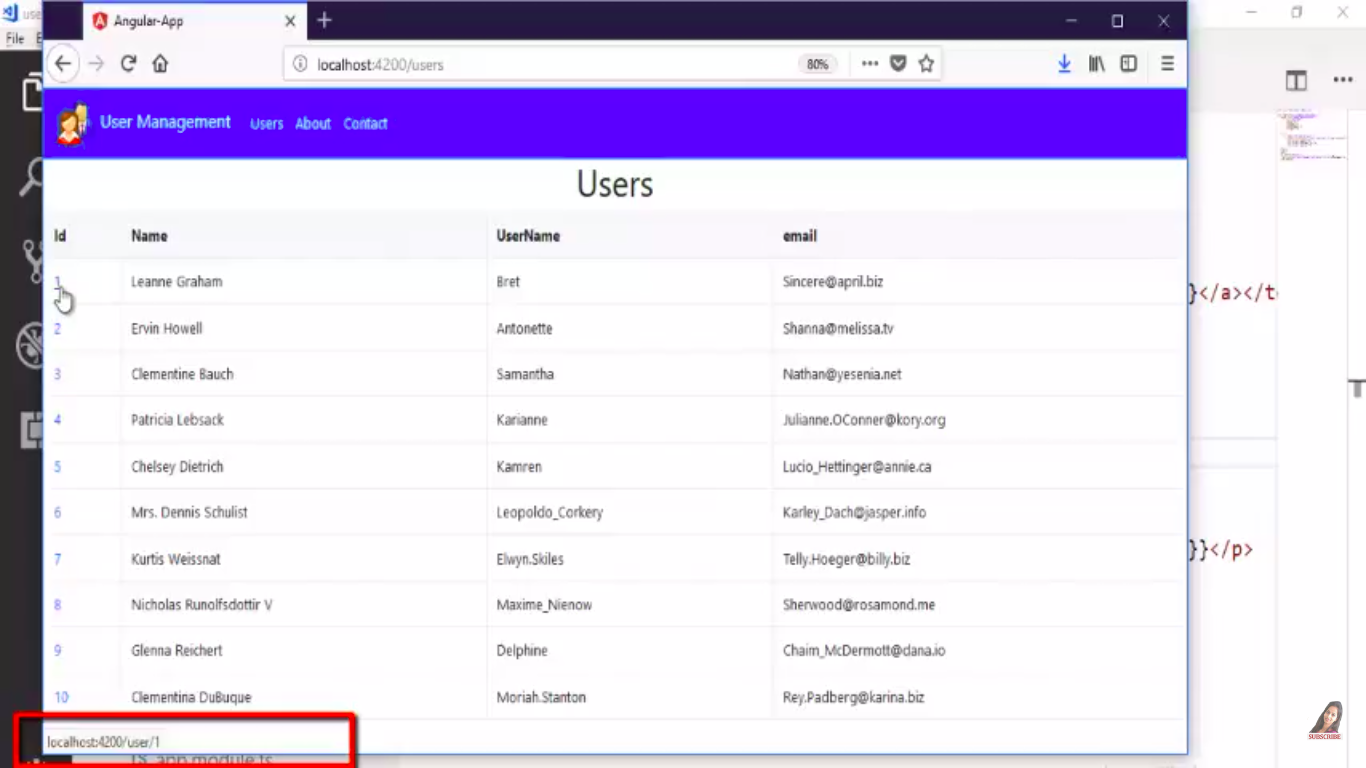 use
Angular-App
File E
localhost:4200/users
80%
User Management Users About Contact
Users
Id Name UserName email
1 Leanne Graham Bret Sincere@april.biz
}</a></t
2 Ervin Howell Antonette Shanna@melissa.tv
3 Clementine Bauch Samantha Nathan@yesenia.net
4 Patricia Lebsack Karianne Julianne.OConner@kory.org
5 Chelsey Dietrich Kamren Lucio_Hettinger@annie.ca
6 Mrs. Dennis Schulist Leopoldo_Corkery Karley_Dach@jasper.info
7 Kurtis Weissnat Elwyn.Skiles Telly.Hoeger@billy.biz
}}</p>
8 Nicholas Runolfsdottir V Maxime_Nienow Sherwood@rosamond.me
9 Glenna Reichert Delphine Chaim_McDermott@dana.io
10 Clementina DuBuque Moriah.Stanton Rey.Padberg@karina.biz
localhost:4200/user/1
TS app.module.ts
SUBSCRIBE